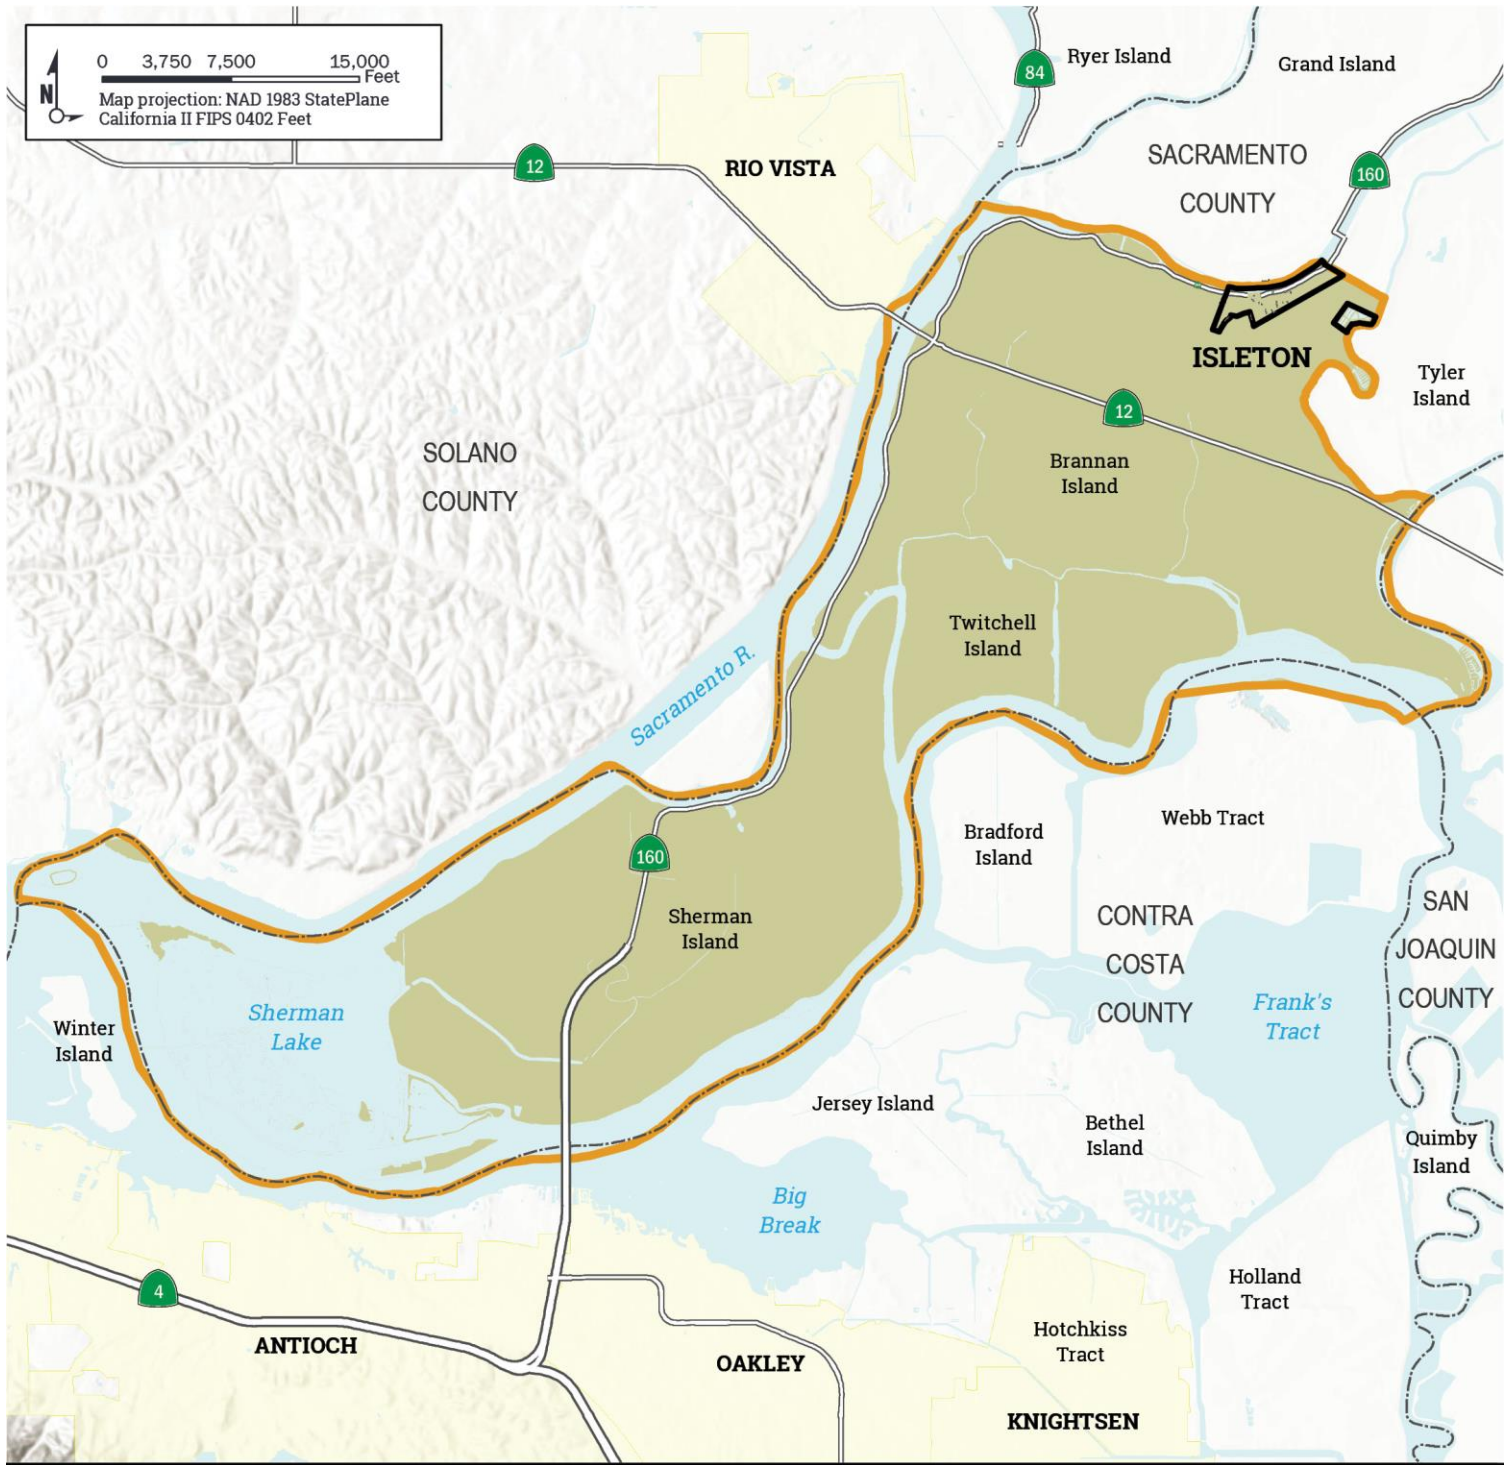 0 3,750 7,500 15,000
Feet
N
Map projection: NAD 1983 StatePlane
California II FIPS 0402 Feet
84
Ryer Island
Grand Island
12
RIO VISTA
SACRAMENTO
COUNTY
160
ISLETON
Tyler
Island
12
SOLANO
COUNTY
Brannan
Island
Twitchell
Island
Sacramento R.
Webb Tract
Bradford
Island
160
Sherman
Island
CONTRA
COSTA
COUNTY
SAN
JOAQUIN
COUNTY
Sherman
Lake
Frank's
Tract
Winter
Island
Jersey Island
Bethel
Island
Quimby
Island
Big
Break
4
Holland
Tract
ANTIOCH
OAKLEY
Hotchkiss
Tract
KNIGHTSEN